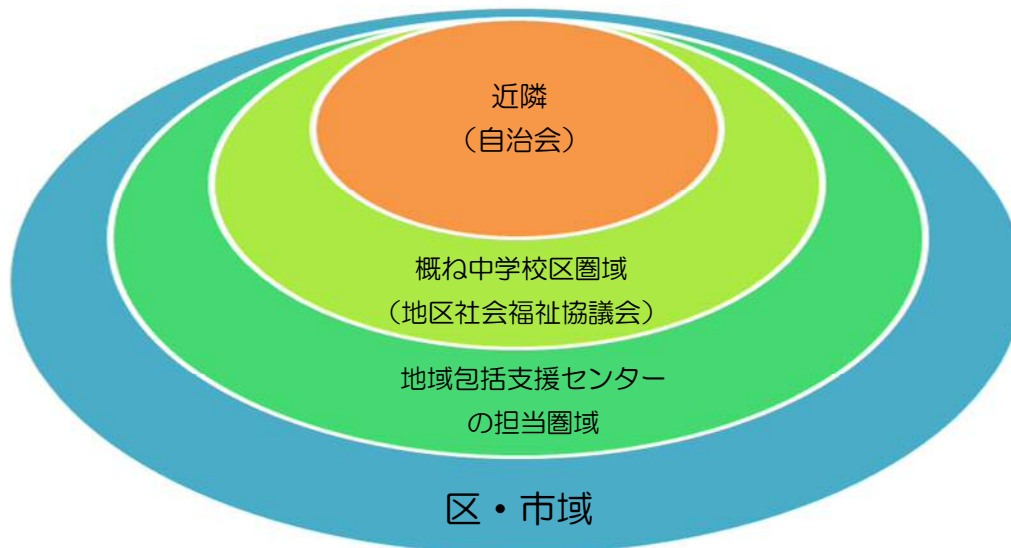 近隣
（自治会）
概ね中学校区圏域
（地区社会福祉協議会）
地域包括支援センター
の担当圏域
区・市域